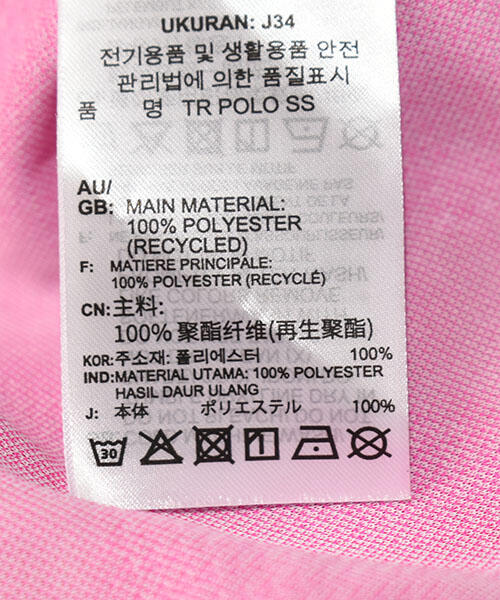 UKURAN: J34
전기용품 및 생활용품 안전
관리법에 의한 품질표시
품 명 TR POLO SS
AU/
GB: MAIN MATERIAL:
100% POLYESTER
(RECYCLED)
F: MATIERE PRINCIPALE:
100% POLYESTER (RECYCLÉ)
CN: 主料:
100% 聚酯纤维(再生聚酯)
KOR: 주소재: 폴리에스터 100%
IND: MATERIAL UTAMA: 100% POLYESTER
HASIL DAUR ULANG
J: 本体 ポリエステル 100%
30